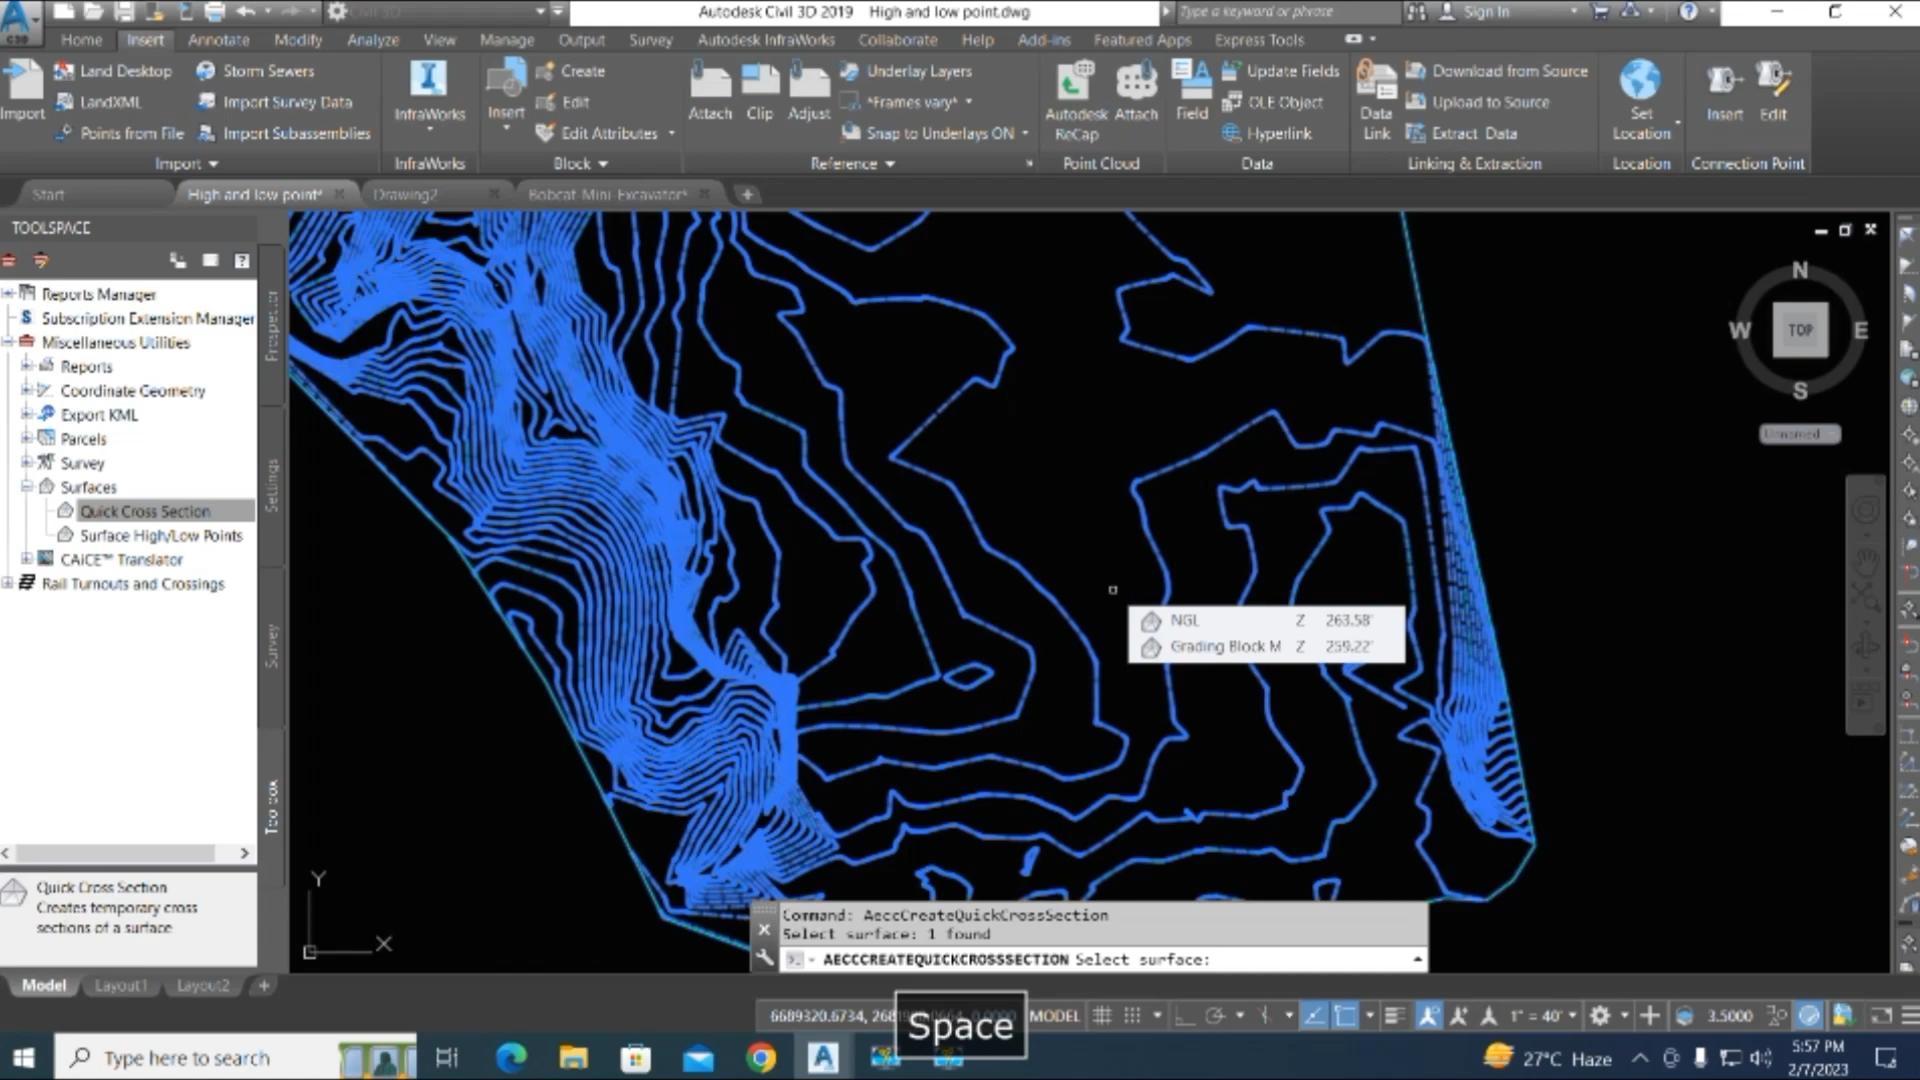 Autodesk Civil 3D 2019 High and low point.dwg
Type a keyword or phrase
Sign In
Home Insert Annotate Modify Analyze View Manage Output Survey Autodesk InfraWorks Collaborate Help Add-ins Featured Apps Express Tools
Import
Land Desktop
LandXML
Points from File
Storm Sewers
Import Survey Data
Import Subassemblies
InfraWorks
Insert
Create
Edit
Edit Attributes
Attach
Clip
Adjust
Underlay Layers
*Frames vary*
Snap to Underlays ON
Autodesk
ReCap
Attach
Field
Update Fields
OLE Object
Hyperlink
Data
Link
Download from Source
Upload to Source
Extract Data
Set
Location
Insert
Edit
Import InfraWorks Block Reference Point Cloud Data Linking & Extraction Location Connection Point
Start High and low point* Drawing2 Bobcat-Mini-Excavator*
TOOLSPACE
Reports Manager
Subscription Extension Manager
Miscellaneous Utilities
Reports
Coordinate Geometry
Export KML
Parcels
Survey
Surfaces
Quick Cross Section
Surface High/Low Points
CAiCE™ Translator
Rail Turnouts and Crossings
Prospector
Settings
Survey
Toolbox
Quick Cross Section
Creates temporary cross
sections of a surface
N
W TOP E
S
Unnamed
NGL Z 263.58'
Grading Block M Z 259.22'
Y
X
Command: AeccCreateQuickCrossSection
Select surface: 1 found
AECCCREATEQUICKCROSSSECTION Select surface:
Model Layout1 Layout2
6689320.6734,
Space
MODEL
1" = 40'
3.5000
Type here to search
27°C Haze
5:57 PM
2/7/2023